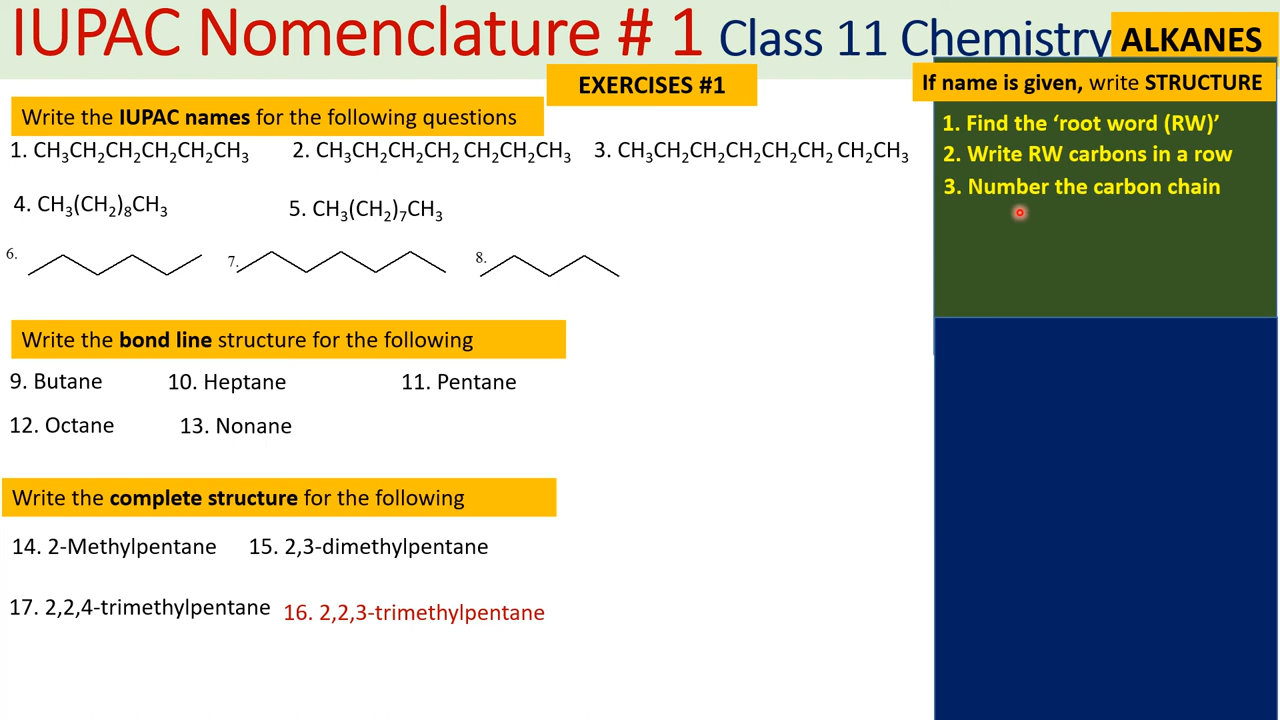 IUPAC Nomenclature # 1 Class 11 Chemistry
ALKANES
EXERCISES #1
If name is given, write STRUCTURE
Write the IUPAC names for the following questions
1. Find the ‘root word (RW)’
2. Write RW carbons in a row
3. Number the carbon chain
1. CH₃CH₂CH₂CH₂CH₂CH₃ 2. CH₃CH₂CH₂CH₂ CH₂CH₂CH₃ 3. CH₃CH₂CH₂CH₂CH₂CH₂ CH₂CH₃
4. CH₃(CH₂)₈CH₃ 5. CH₃(CH₂)₇CH₃
6. 7. 8.
Write the bond line structure for the following
9. Butane 10. Heptane 11. Pentane
12. Octane 13. Nonane
Write the complete structure for the following
14. 2-Methylpentane 15. 2,3-dimethylpentane
17. 2,2,4-trimethylpentane 16. 2,2,3-trimethylpentane